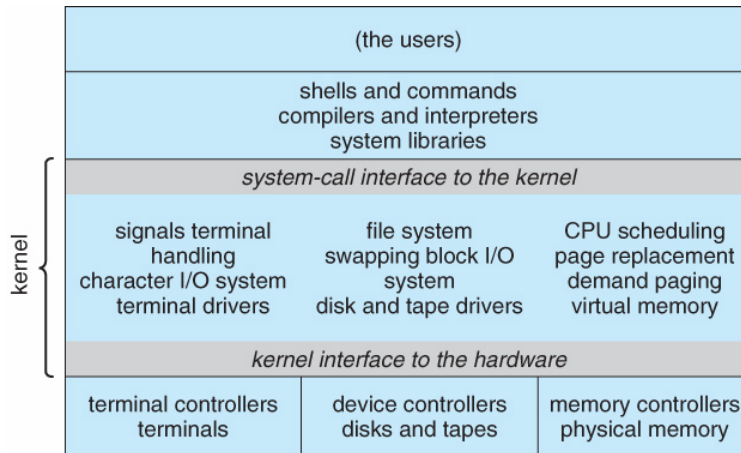 (the users)
shells and commands
compilers and interpreters
system libraries
system-call interface to the kernel
kernel
signals terminal
handling
character I/O system
terminal drivers
file system
swapping block I/O
system
disk and tape drivers
CPU scheduling
page replacement
demand paging
virtual memory
kernel interface to the hardware
terminal controllers
terminals
device controllers
disks and tapes
memory controllers
physical memory